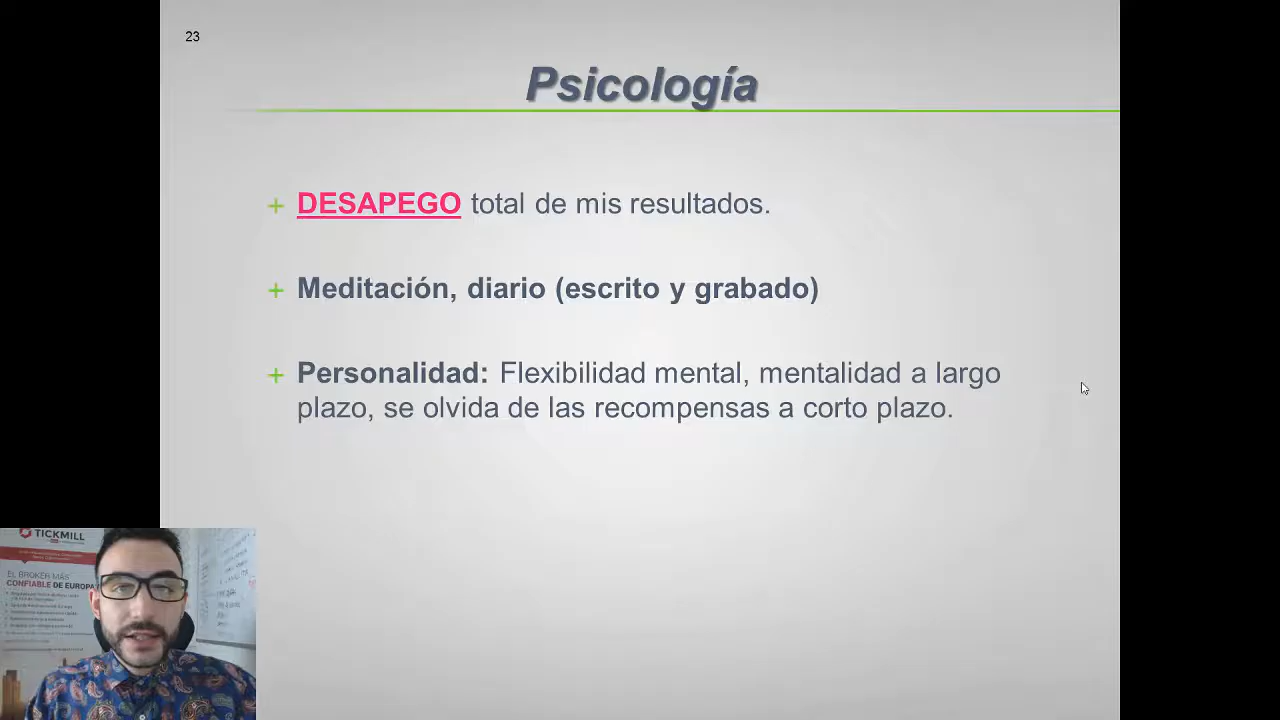 23
Psicología
+ DESAPEGO total de mis resultados.
+ Meditación, diario (escrito y grabado)
+ Personalidad: Flexibilidad mental, mentalidad a largo
plazo, se olvida de las recompensas a corto plazo.
TICKMILL
EL BROKER MÁS
CONFIABLE DE EUROPA